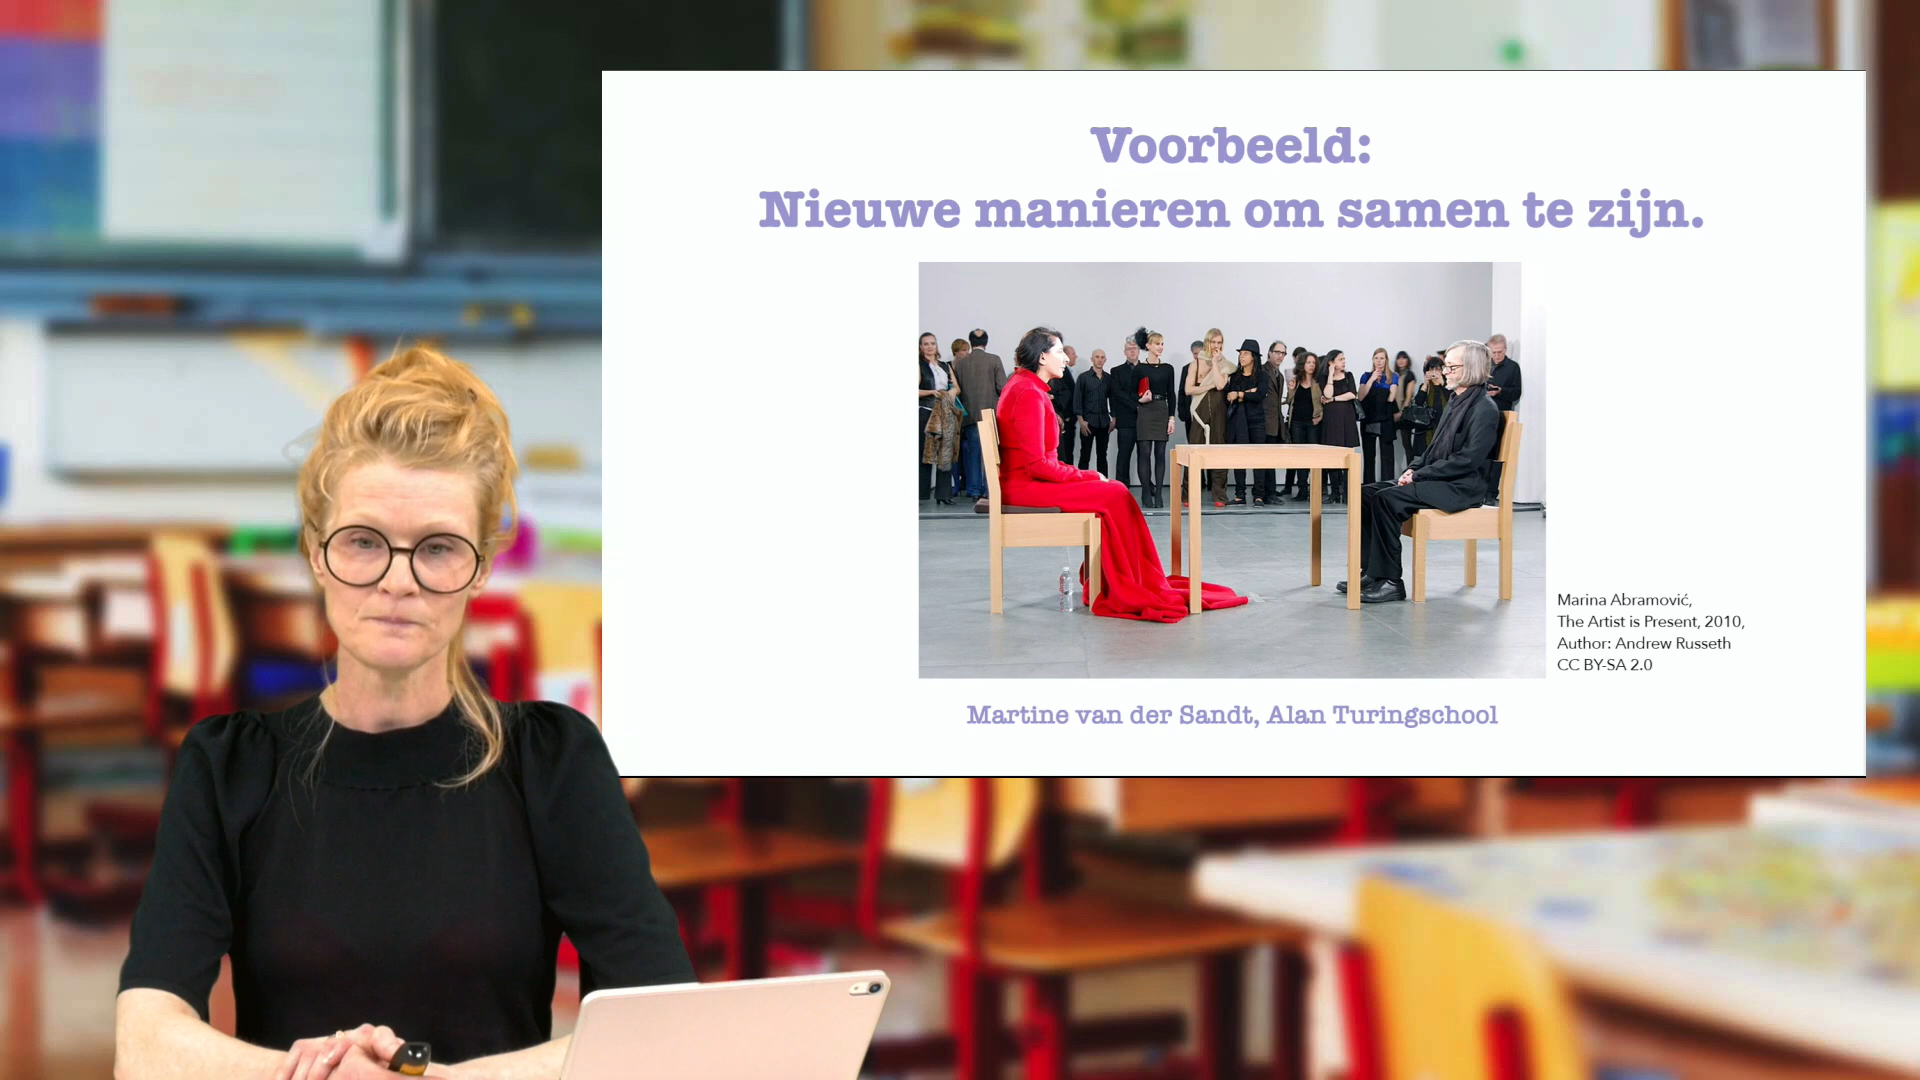 Voorbeeld:
Nieuwe manieren om samen te zijn.
Marina Abramović,
The Artist is Present, 2010,
Author: Andrew Russeth
CC BY-SA 2.0
Martine van der Sandt, Alan Turingschool